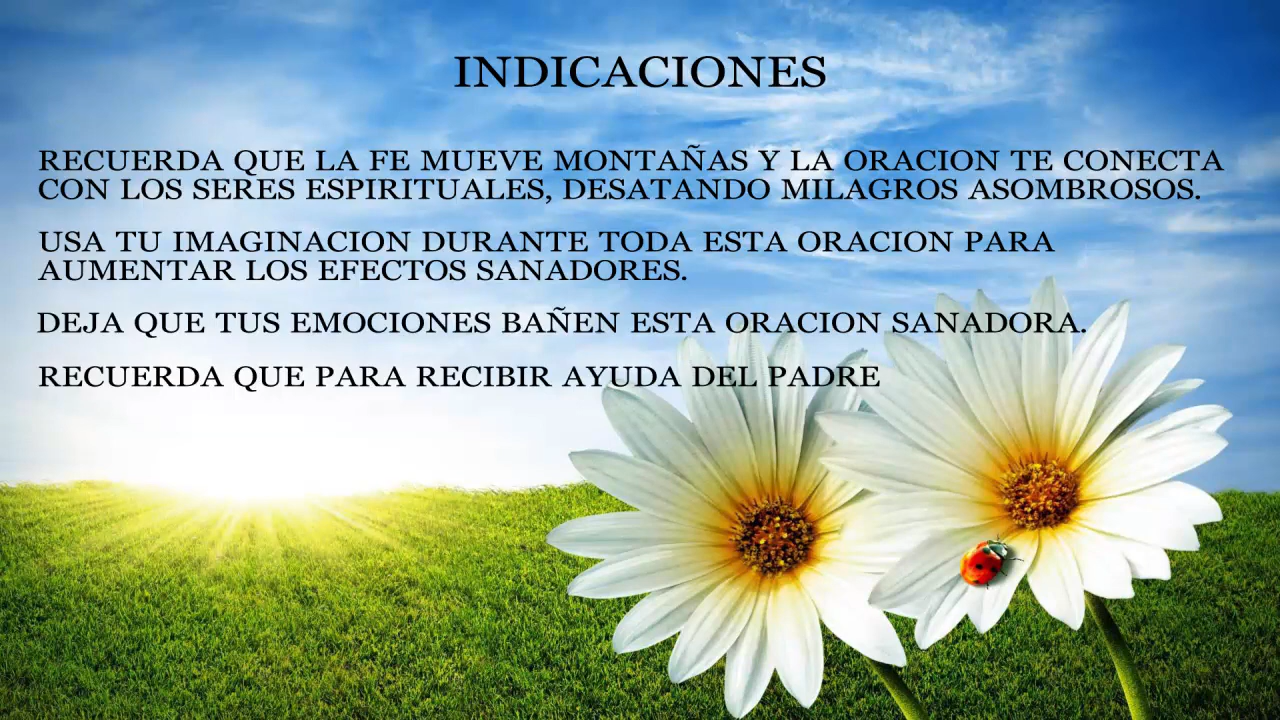 INDICACIONES
RECUERDA QUE LA FE MUEVE MONTAÑAS Y LA ORACION TE CONECTA
CON LOS SERES ESPIRITUALES, DESATANDO MILAGROS ASOMBROSOS.
USA TU IMAGINACION DURANTE TODA ESTA ORACION PARA
AUMENTAR LOS EFECTOS SANADORES.
DEJA QUE TUS EMOCIONES BAÑEN ESTA ORACION SANADORA.
RECUERDA QUE PARA RECIBIR AYUDA DEL PADRE